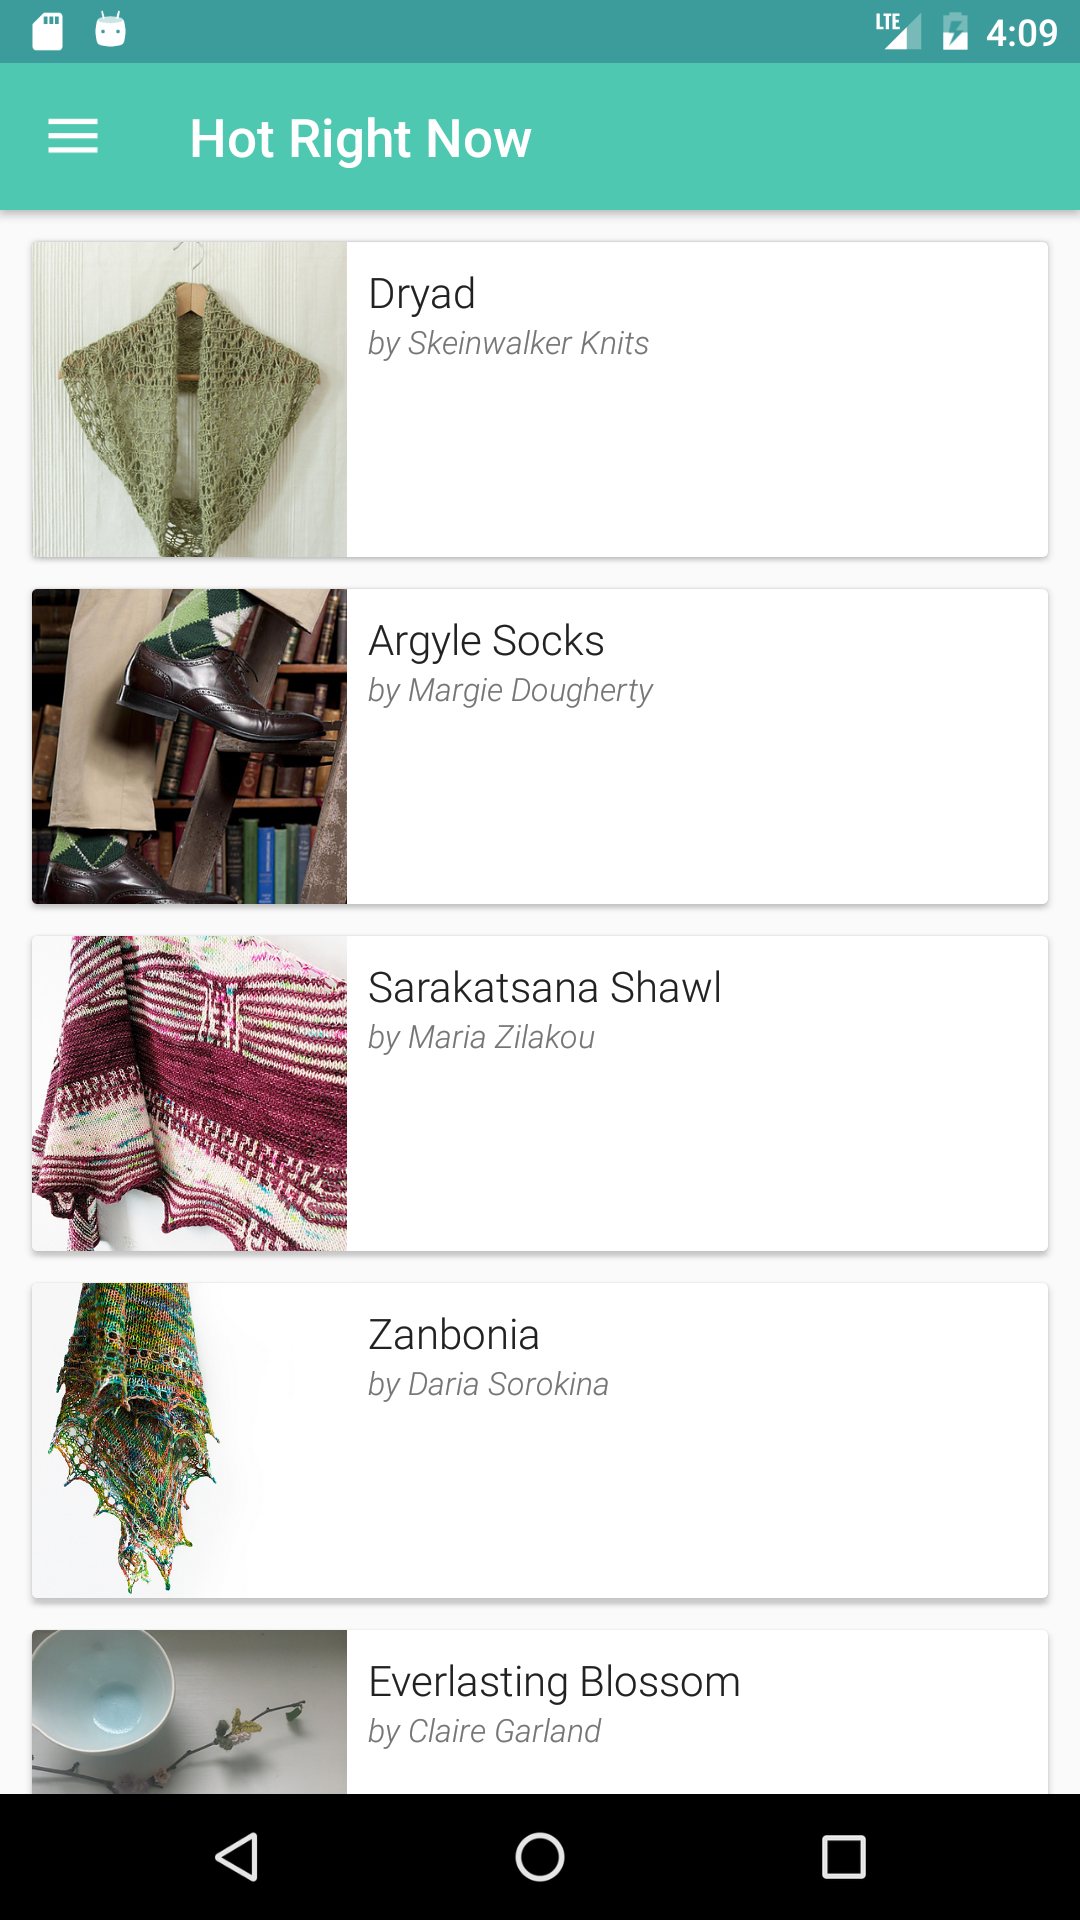 LTE 4:09
Hot Right Now
Dryad
by Skeinwalker Knits
Argyle Socks
by Margie Dougherty
Sarakatsana Shawl
by Maria Zilakou
Zanbonia
by Daria Sorokina
Everlasting Blossom
by Claire Garland